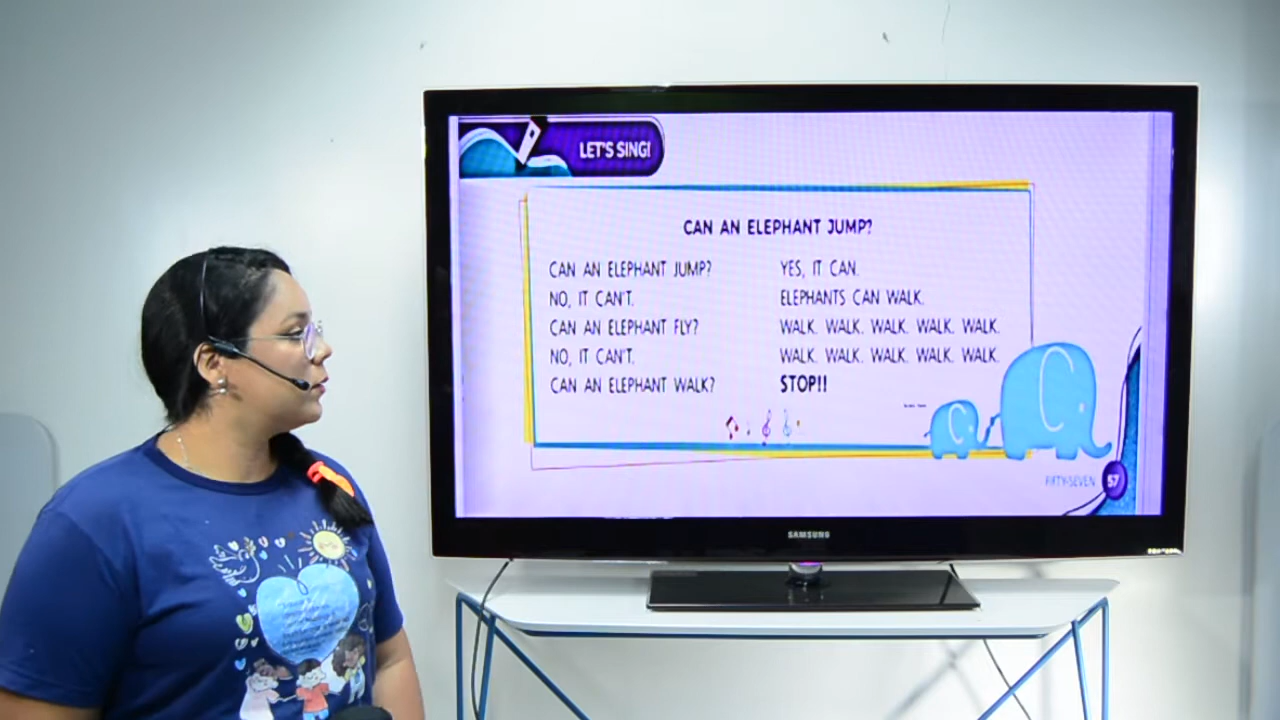 LET'S SING!
CAN AN ELEPHANT JUMP?
CAN AN ELEPHANT JUMP?
NO, IT CAN'T.
CAN AN ELEPHANT FLY?
NO, IT CAN'T.
CAN AN ELEPHANT WALK?
YES, IT CAN.
ELEPHANTS CAN WALK.
WALK. WALK. WALK. WALK. WALK.
WALK. WALK. WALK. WALK. WALK.
STOP!!
FIFTY-SEVEN 57
SAMSUNG